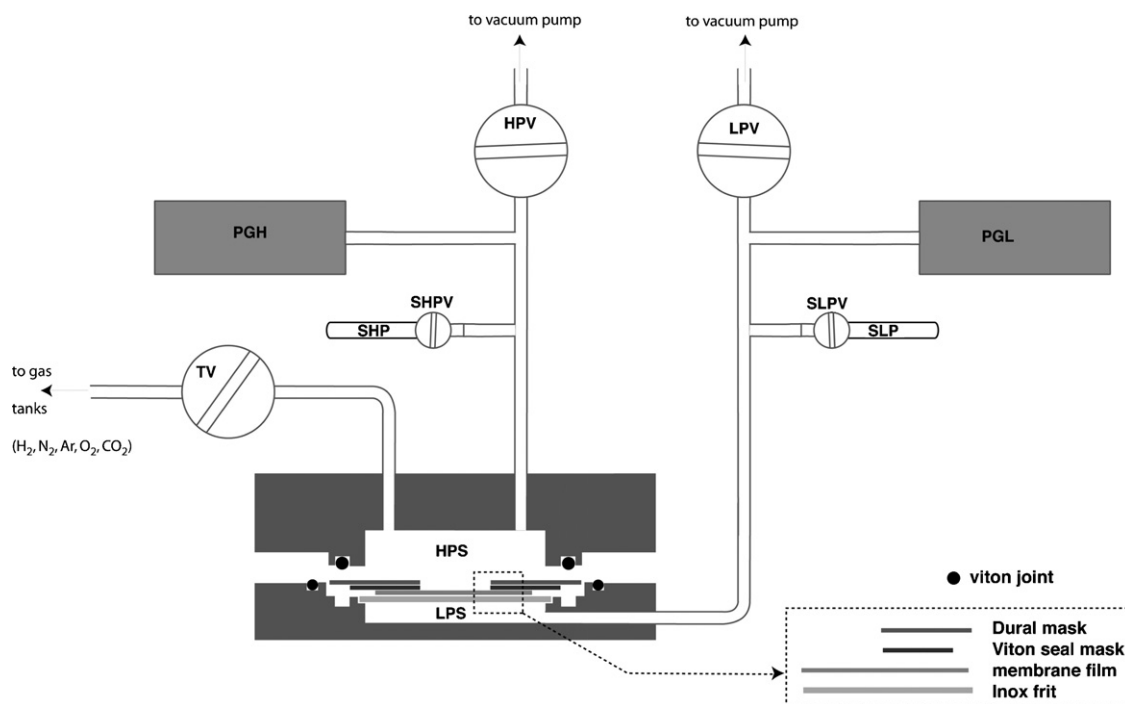 to vacuum pump
to vacuum pump
HPV
LPV
PGH
PGL
SHPV
SLPV
SHP
SLP
to gas
TV
tanks
(H₂, N₂, Ar, O₂, CO₂)
HPS
LPS
viton joint
Dural mask
Viton seal mask
membrane film
Inox frit